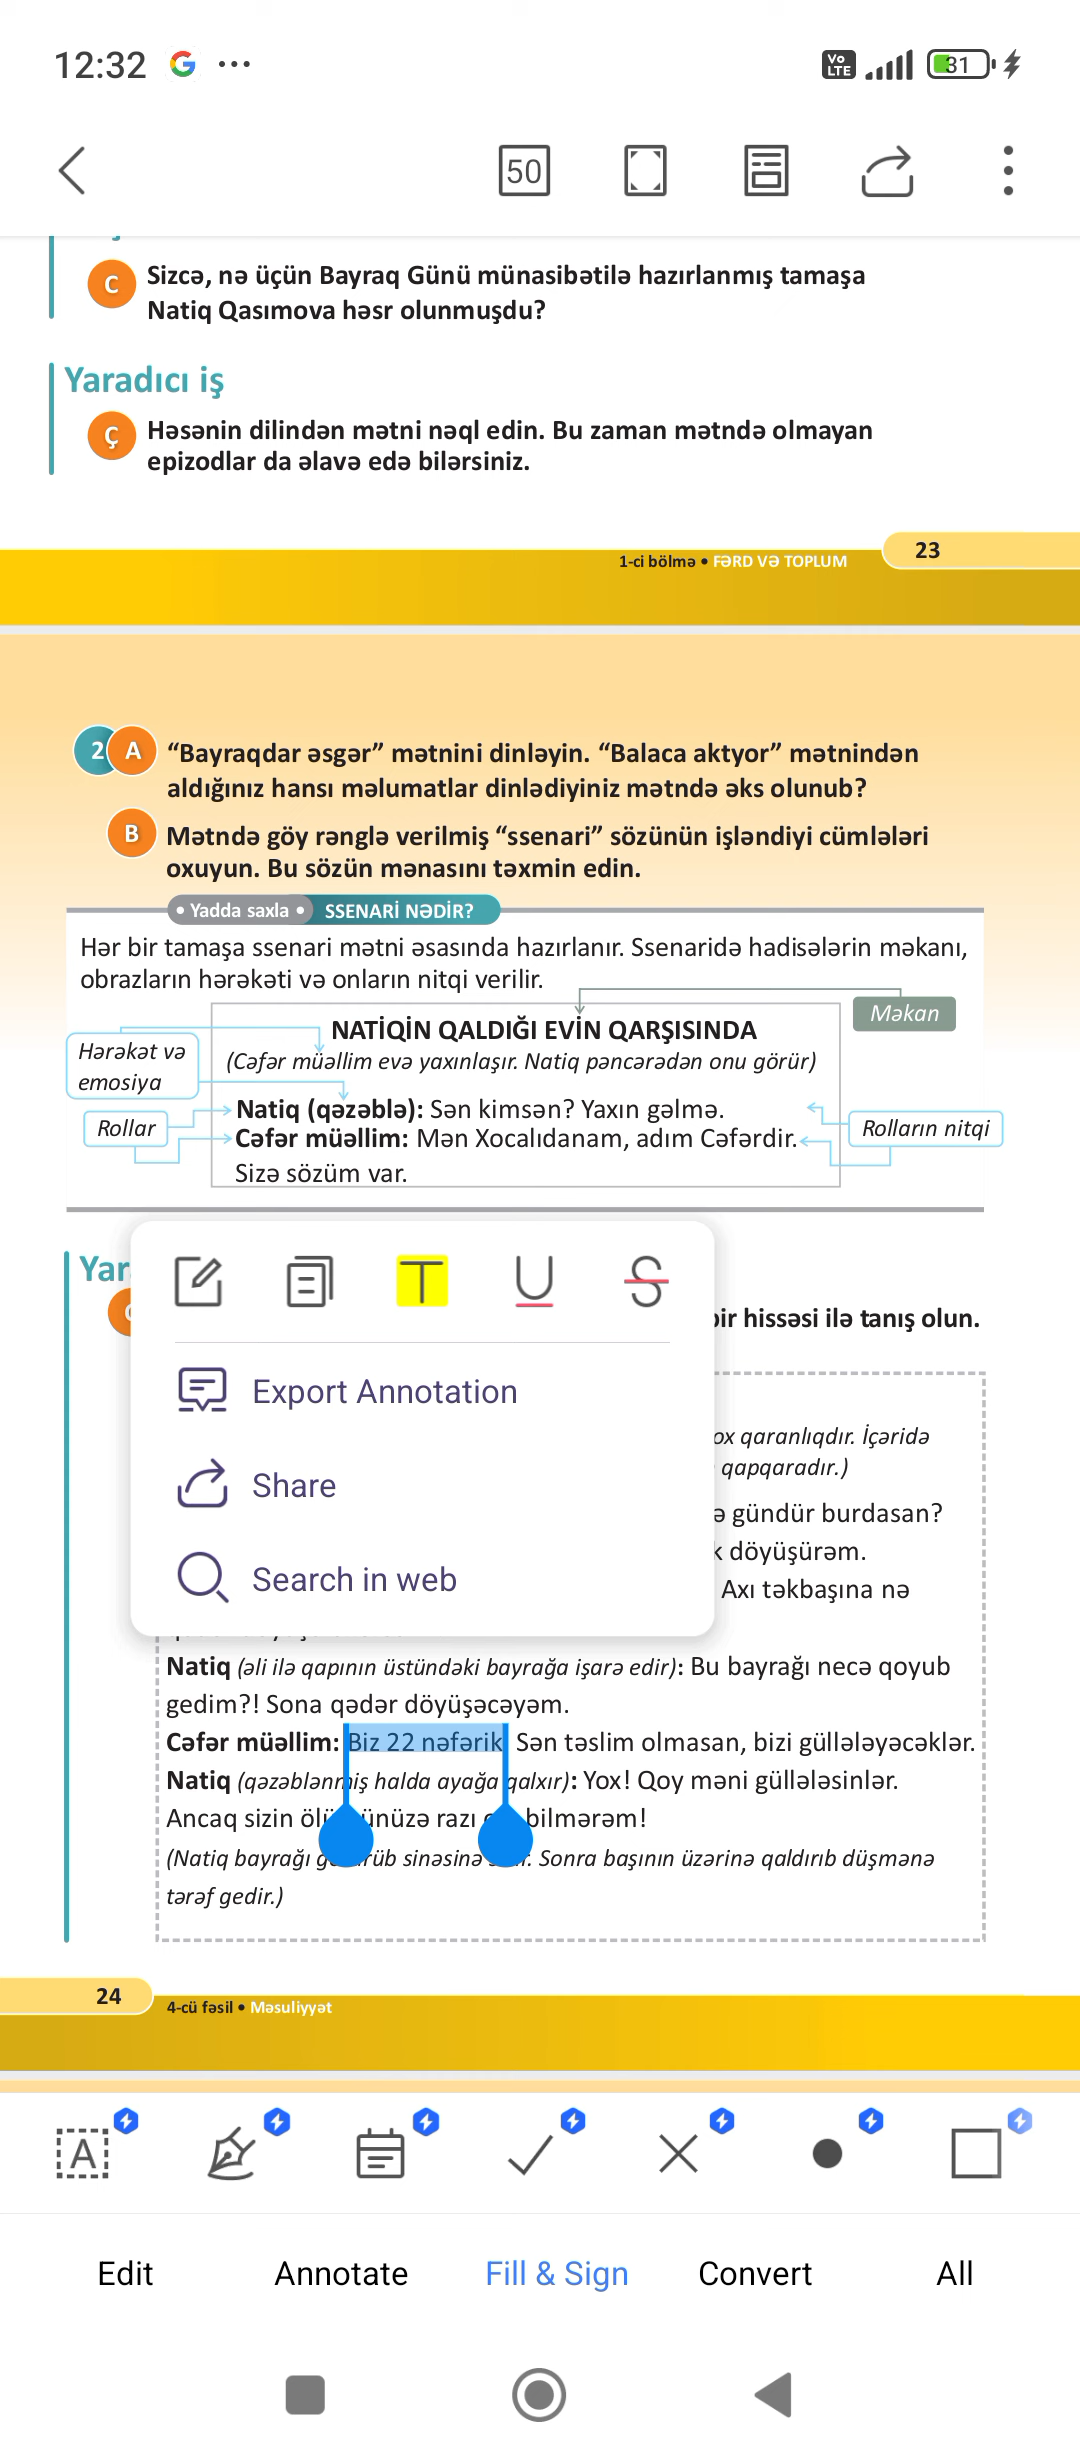 12:32
VoLTE
31
50
C Sizcə, nə üçün Bayraq Günü münasibətilə hazırlanmış tamaşa
Natiq Qasımova həsr olunmuşdu?
Yaradıcı iş
Ç Həsənin dilindən mətni nəql edin. Bu zaman mətndə olmayan
epizodlar da əlavə edə bilərsiniz.
1-ci bölmə • FƏRD VƏ TOPLUM
23
2 A “Bayraqdar əsgər” mətnini dinləyin. “Balaca aktyor” mətnindən
aldığınız hansı məlumatlar dinlədiyiniz mətndə əks olunub?
B Mətndə göy rənglə verilmiş “ssenari” sözünün işləndiyi cümlələri
oxuyun. Bu sözün mənasını təxmin edin.
• Yadda saxla • SSENARİ NƏDİR?
Hər bir tamaşa ssenari mətni əsasında hazırlanır. Ssenaridə hadisələrin məkanı,
obrazların hərəkəti və onların nitqi verilir.
Məkan
NATİQİN QALDIĞI EVİN QARŞISINDA
Hərəkət və
emosiya
(Cəfər müəllim evə yaxınlaşır. Natiq pəncərədən onu görür)
Natiq (qəzəblə): Sən kimsən? Yaxın gəlmə.
Rollar
Rolların nitqi
Cəfər müəllim: Mən Xocalıdanam, adım Cəfərdir.
Sizə sözüm var.
Yar
bir hissəsi ilə tanış olun.
Export Annotation
Share
Search in web
ox qaranlıqdır. İçəridə
qapqaradır.)
ə gündür burdasan?
k döyüşürəm.
Axı təkbaşına nə
Natiq (əli ilə qapının üstündəki bayrağa işarə edir): Bu bayrağı necə qoyub
gedim?! Sona qədər döyüşəcəyəm.
Cəfər müəllim: Biz 22 nəfərik. Sən təslim olmasan, bizi güllələyəcəklər.
Natiq (qəzəblənmiş halda ayağa qalxır): Yox! Qoy məni güllələsinlər.
Ancaq sizin razı bilmərəm!
(Natiq bayrağı sinəsinə Sonra başının üzərinə qaldırıb düşmənə
tərəf gedir.)
24
4-cü fəsil • Məsuliyyət
A
Edit
Annotate
Fill & Sign
Convert
All